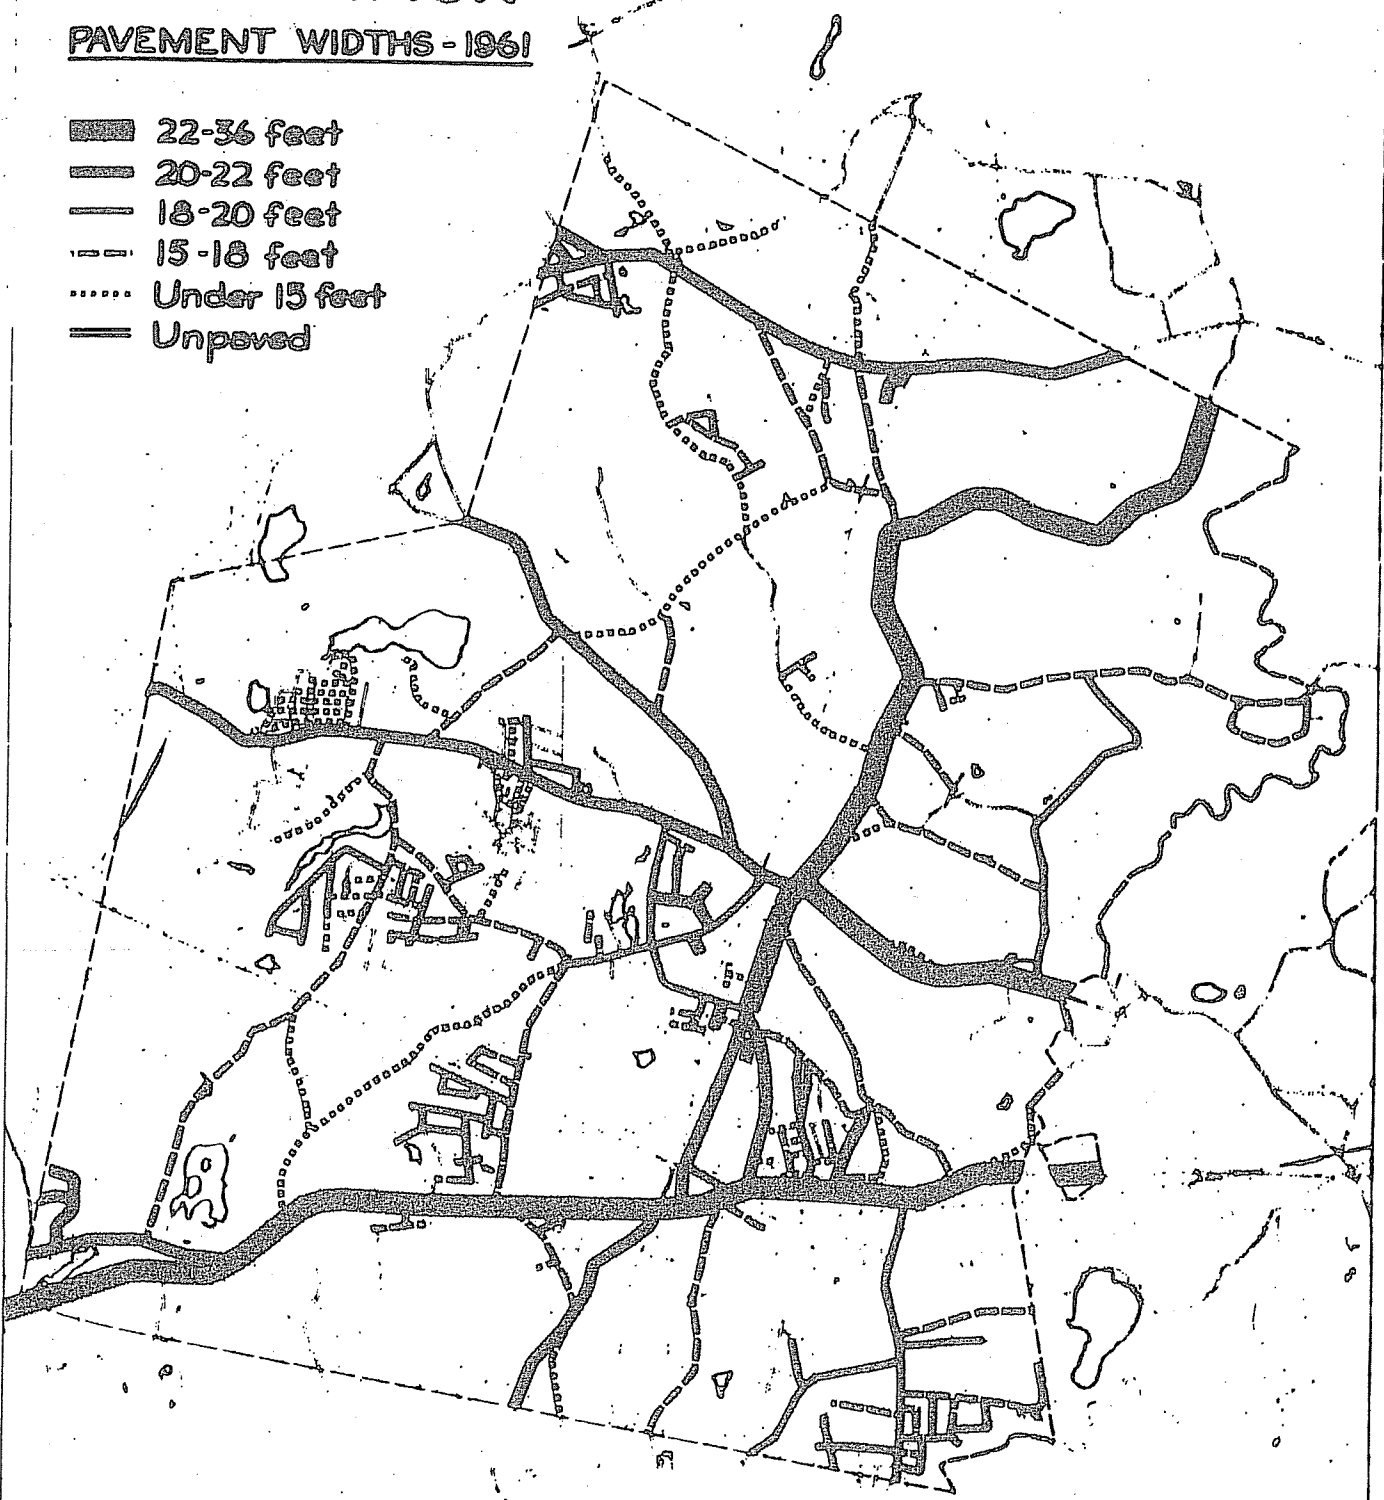 PAVEMENT WIDTHS - 1961
22-36 feet
20-22 feet
18-20 feet
15-18 feet
Under 15 feet
Unpaved